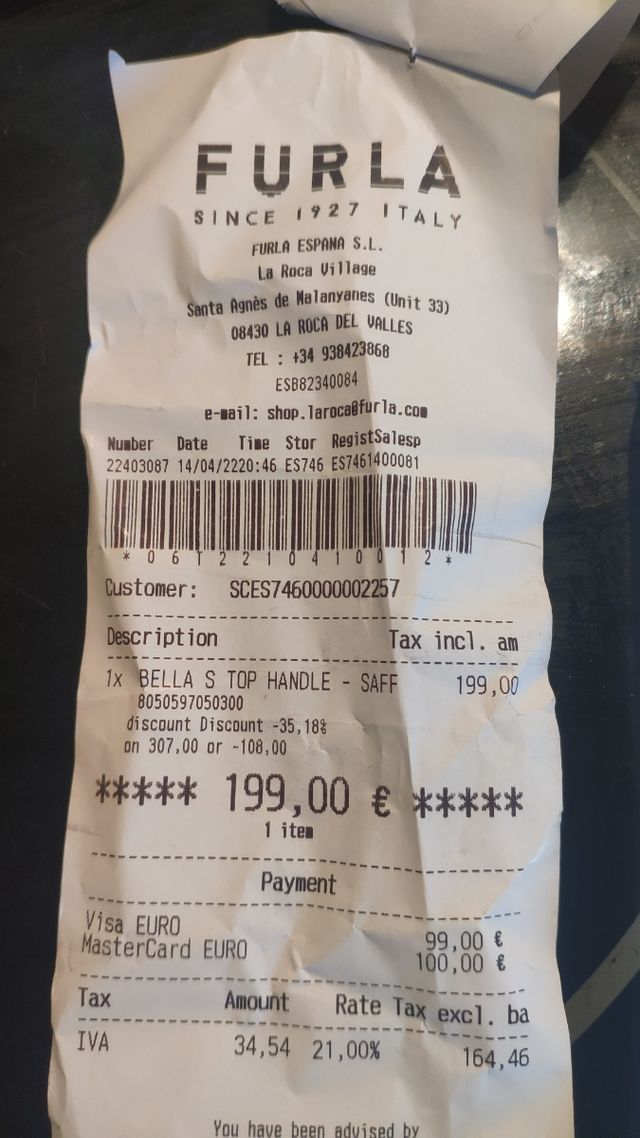 FURLA
SINCE 1927 ITALY
FURLA ESPANA S.L.
La Roca Village
Santa Agnès de Malanyanes (Unit 33)
08430 LA ROCA DEL VALLES
TEL : +34 938423868
ESB82340084
e-mail: shop.laroca@furla.com
Number Date Time Stor RegistSalesp
22403087 14/04/2220:46 ES746 ES7461400081
* 0 6 T 2 2 1 0 4 1 0 0 1 2 *
Customer: SCES7460000002257
Description Tax incl. am
1x BELLA S TOP HANDLE - SAFF 199,00
8050597050300
discount Discount -35,18%
on 307,00 or -108,00
***** 199,00 € *****
1 item
Payment
Visa EURO 99,00 €
MasterCard EURO 100,00 €
Tax Amount Rate Tax excl. ba
IVA 34,54 21,00% 164,46
You have been advised by